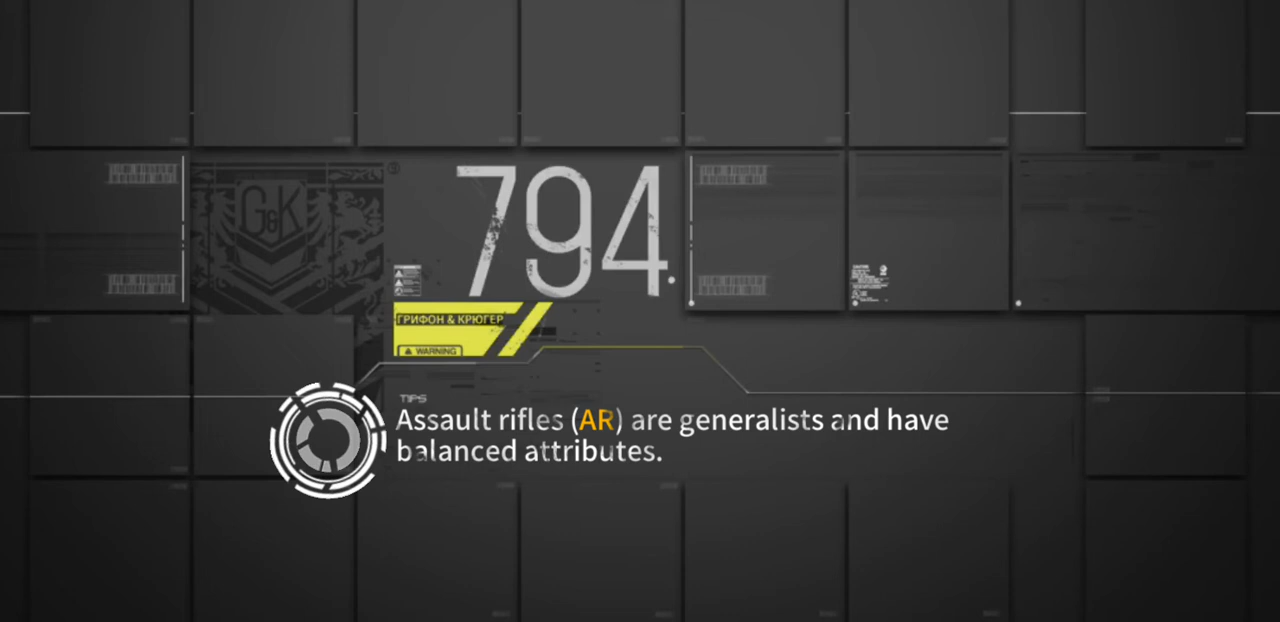 G&K
794.
ГРИФОН & КРЮГЕР
WARNING
TIPS
Assault rifles (AR) are generalists and have
balanced attributes.